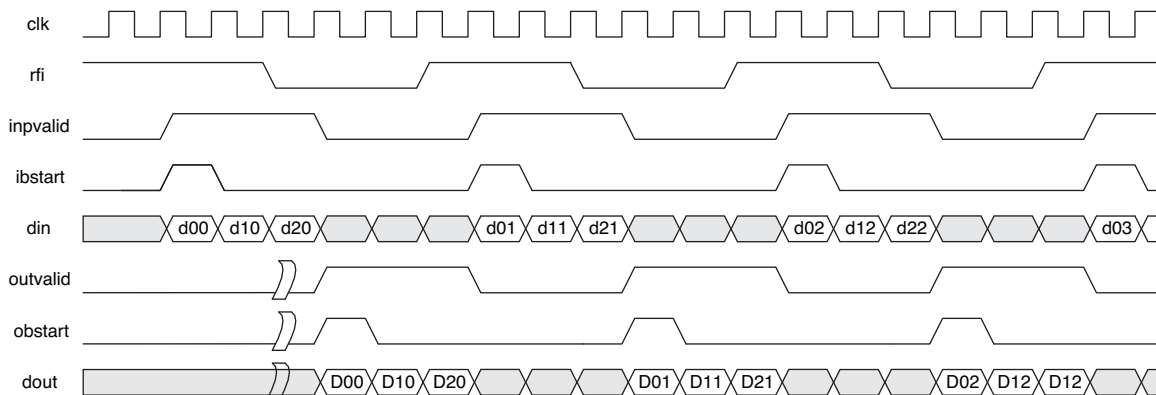 clk
rfi
inpvalid
ibstart
din d00 d10 d20 d01 d11 d21 d02 d12 d22 d03
outvalid
obstart
dout D00 D10 D20 D01 D11 D21 D02 D12 D12